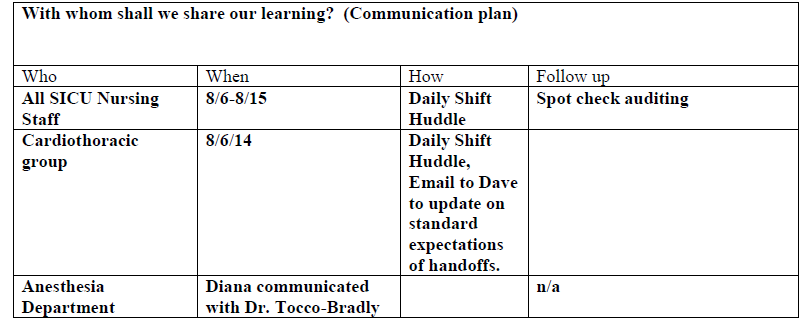 With whom shall we share our learning?  (Communication plan)
Who When How Follow up
All SICU Nursing 8/6-8/15 Daily Shift Spot check auditing
Staff Huddle
Cardiothoracic 8/6/14 Daily Shift
group Huddle,
Email to Dave
to update on
standard
expectations
of handoffs.
Anesthesia Diana communicated n/a
Department with Dr. Tocco-Bradly